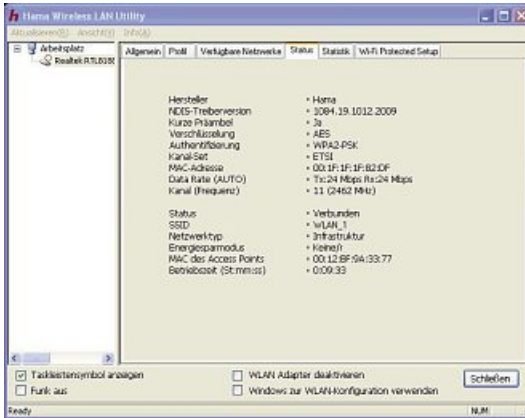 Hama Wireless LAN Utility
Aktualisieren(R) Ansicht(V) Info(A)
Arbeitsplatz
Realtek RTL818
Allgemein Profil Verfügbare Netzwerke Status Statistik Wi-Fi Protected Setup
Hersteller • Hama
NDIS-Treiberversion • 1084.19.1012.2009
Kurze Präambel • Ja
Verschlüsselung • AES
Authentifizierung • WPA2-PSK
Kanal-Set • ETSI
MAC-Adresse • 00:1F:1F:1F:B2:DF
Data Rate (AUTO) • Tx:24 Mbps Rx:24 Mbps
Kanal (Frequenz) • 11 (2462 MHz)
Status • Verbunden
SSID • WLAN_1
Netzwerktyp • Infrastruktur
Energiesparmodus • Keine/r
MAC des Access Points • 00:12:BF:9A:33:77
Betriebszeit (St:mm:ss) • 0:09:33
Taskleistensymbol anzeigen
WLAN Adapter deaktivieren
Schließen
Funk aus
Windows zur WLAN-Konfiguration verwenden
Ready
NUM